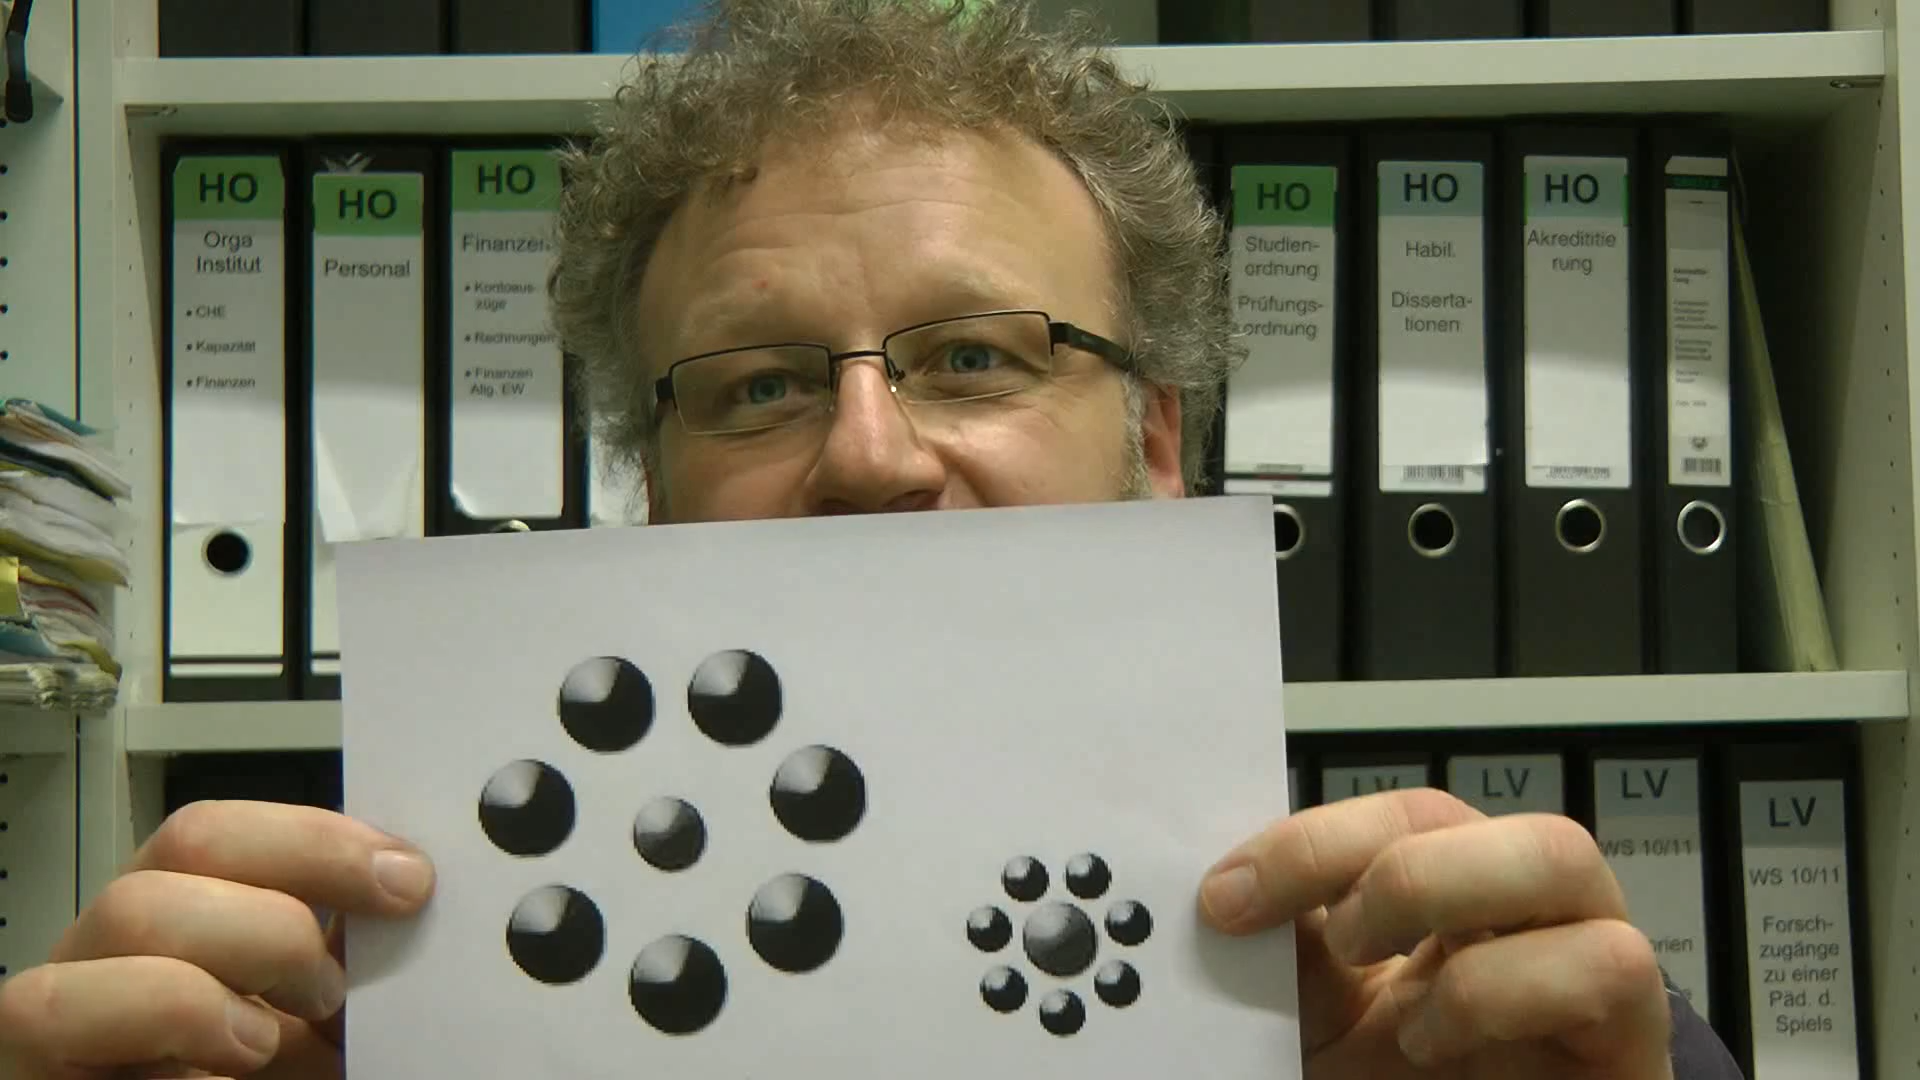 HO
Orga
Institut
• CHE
• Kapazität
• Finanzen
HO
Personal
HO
Finanzen
• Kontoaus-
züge
• Rechnungen
• Finanzen
Allg. EW
HO
Studien-
ordnung
Prüfungs-
ordnung
HO
Habil.
Disserta-
tionen
HO
Akredititie
rung
LV
LV
LV
WS 10/11
LV
WS 10/11
Forsch-
zugänge
zu einer
Päd. d.
Spiels